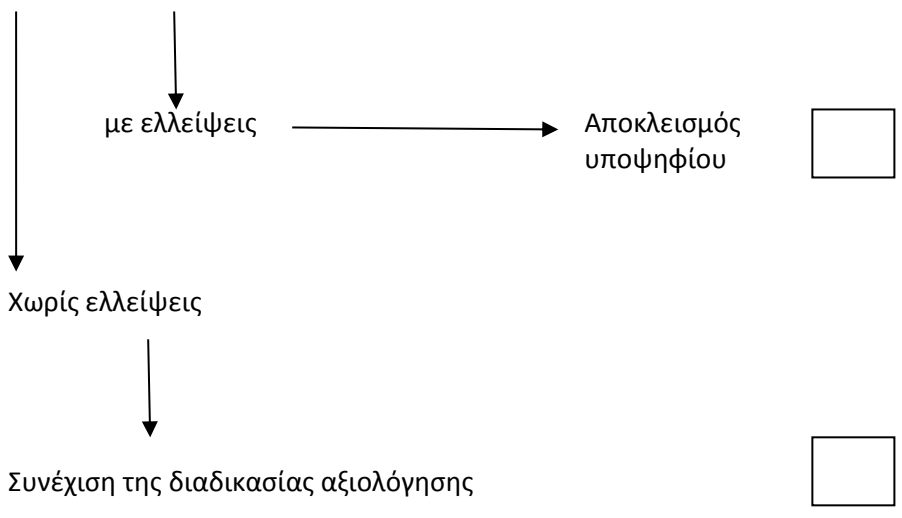 με ελλείψεις
Αποκλεισμός
υποψηφίου
Χωρίς ελλείψεις
Συνέχιση της διαδικασίας αξιολόγησης